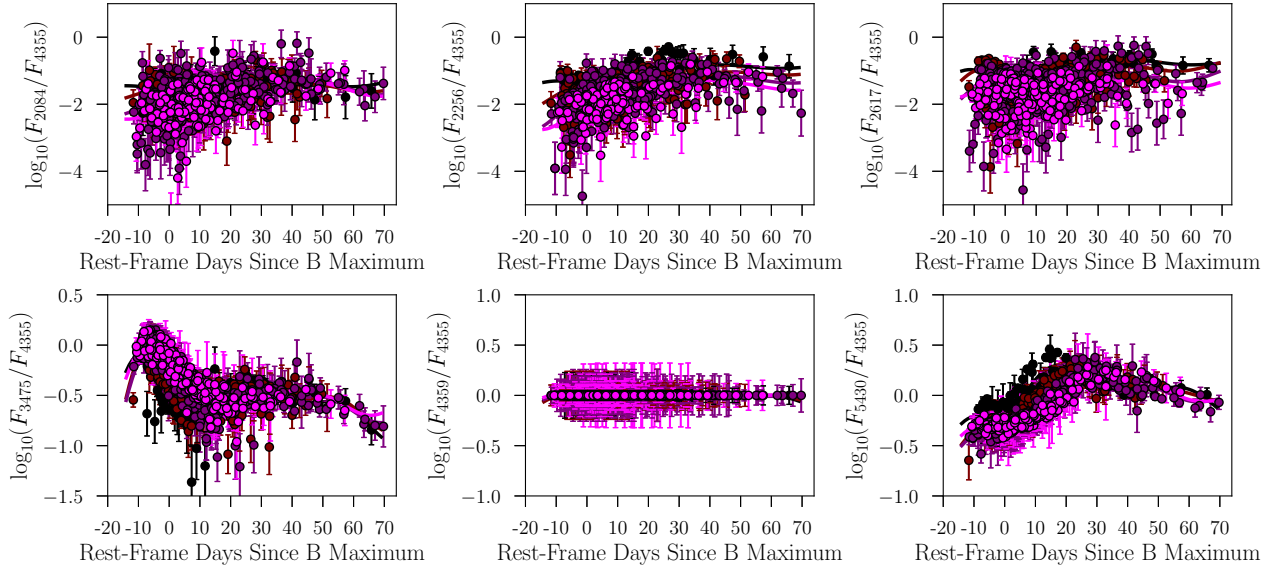 log₁₀(F₂₀₈₄/F₄₃₅₅)
0
−2
−4
-20 -10 0 10 20 30 40 50 60 70
Rest-Frame Days Since B Maximum
log₁₀(F₂₂₅₆/F₄₃₅₅)
0
−2
−4
-20 -10 0 10 20 30 40 50 60 70
Rest-Frame Days Since B Maximum
log₁₀(F₂₆₁₇/F₄₃₅₅)
0
−2
−4
-20 -10 0 10 20 30 40 50 60 70
Rest-Frame Days Since B Maximum
log₁₀(F₃₄₇₅/F₄₃₅₅)
0.5
0.0
−0.5
−1.0
−1.5
-20 -10 0 10 20 30 40 50 60 70
Rest-Frame Days Since B Maximum
log₁₀(F₄₃₅₉/F₄₃₅₅)
1.0
0.5
0.0
−0.5
−1.0
-20 -10 0 10 20 30 40 50 60 70
Rest-Frame Days Since B Maximum
log₁₀(F₅₄₃₀/F₄₃₅₅)
1.0
0.5
0.0
−0.5
−1.0
-20 -10 0 10 20 30 40 50 60 70
Rest-Frame Days Since B Maximum